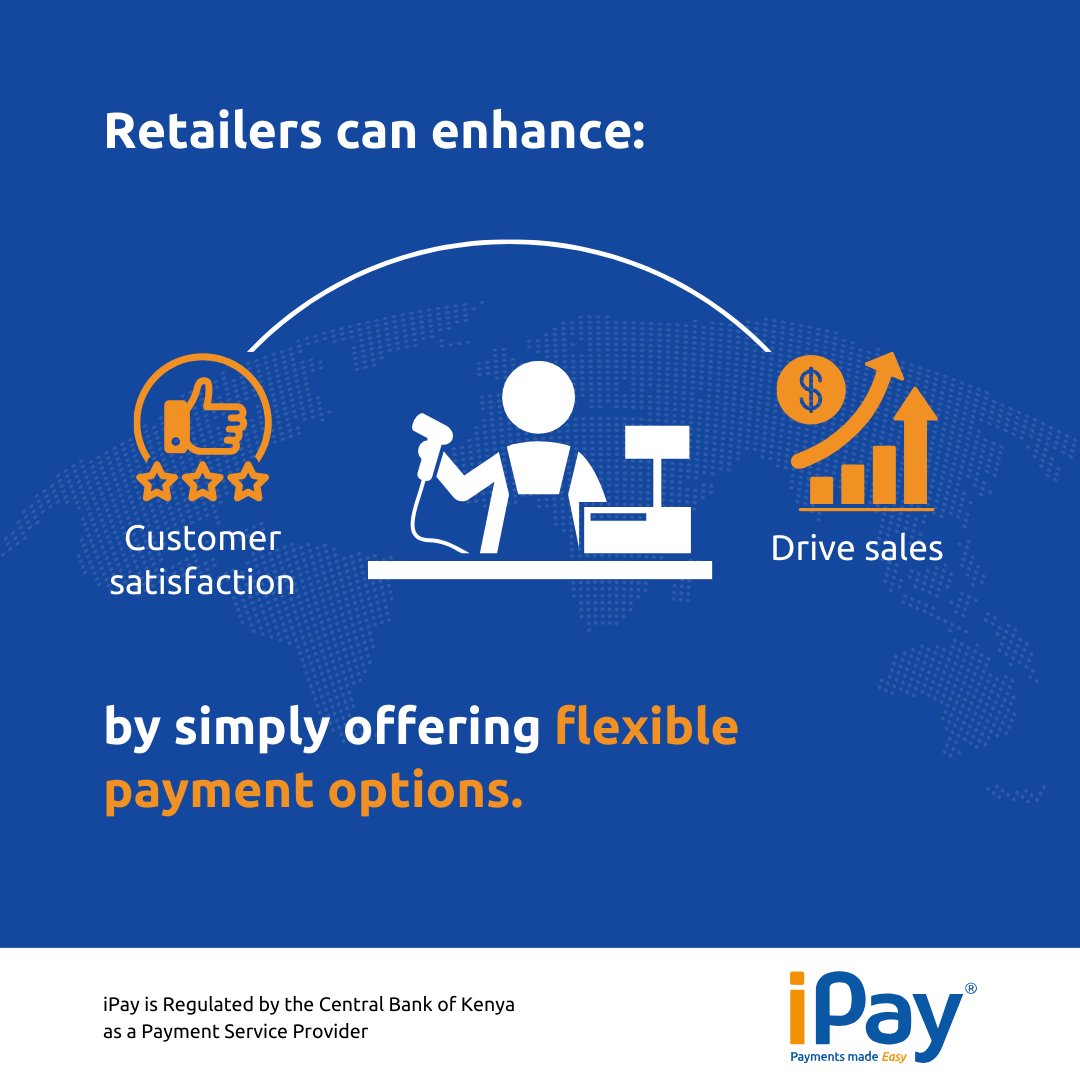 Retailers can enhance:
Customer
satisfaction
$
Drive sales
by simply offering flexible
payment options.
iPay is Regulated by the Central Bank of Kenya
as a Payment Service Provider
iPay®
Payments made Easy